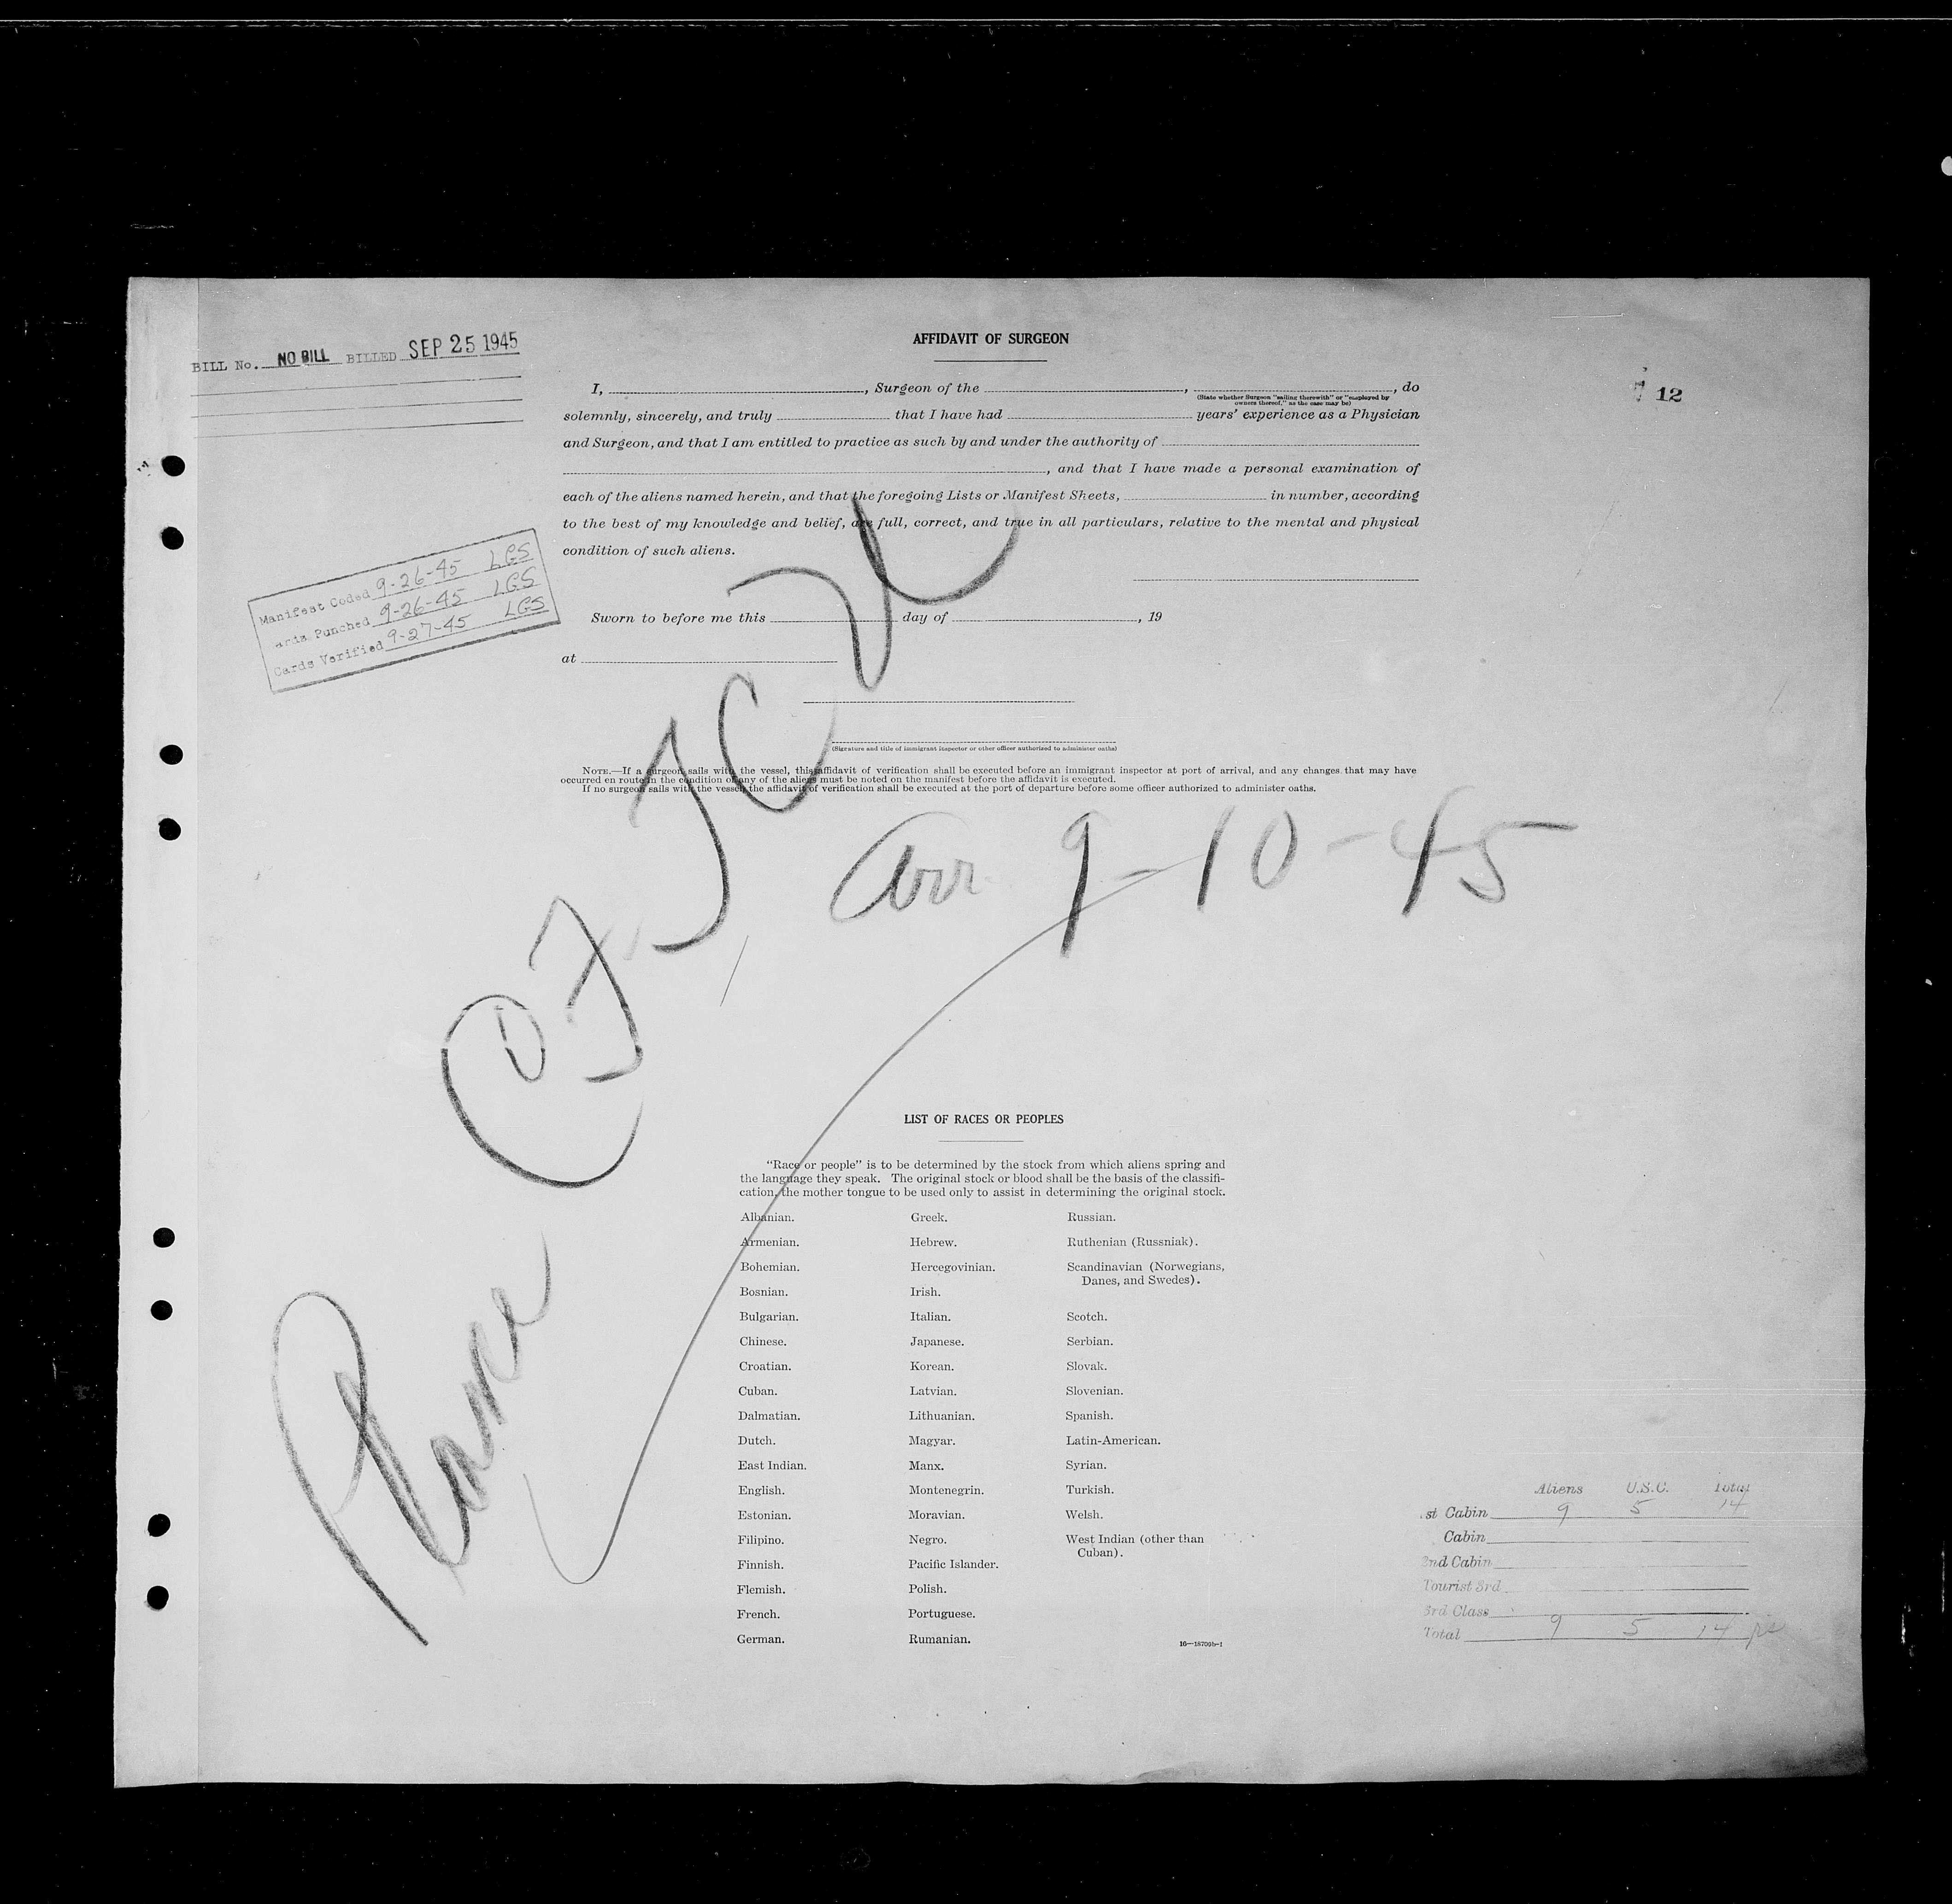 BILL No. NO BILL BILLED SEP 25 1945
AFFIDAVIT OF SURGEON
12
I, , Surgeon of the , , do
(State whether Surgeon "sailing therewith" or "employed by
owners thereof," as the case may be)
solemnly, sincerely, and truly that I have had years' experience as a Physician
and Surgeon, and that I am entitled to practice as such by and under the authority of
, and that I have made a personal examination of
each of the aliens named herein, and that the foregoing Lists or Manifest Sheets, in number, according
to the best of my knowledge and belief, are full, correct, and true in all particulars, relative to the mental and physical
condition of such aliens.
Manifest Coded 9-26-45 LGS
Cards Punched 9-26-45 LGS
Cards Verified 9-27-45 LGS
Sworn to before me this day of , 19
at
(Signature and title of immigrant inspector or other officer authorized to administer oaths)
NOTE.—If a surgeon sails with the vessel, this affidavit of verification shall be executed before an immigrant inspector at port of arrival, and any changes that may have
occurred en route in the condition of any of the aliens must be noted on the manifest before the affidavit is executed.
If no surgeon sails with the vessel, the affidavit of verification shall be executed at the port of departure before some officer authorized to administer oaths.
Plane
arr 9-10-45
LIST OF RACES OR PEOPLES
"Race or people" is to be determined by the stock from which aliens spring and
the language they speak. The original stock or blood shall be the basis of the classifi-
cation, the mother tongue to be used only to assist in determining the original stock.
Albanian.
Armenian.
Bohemian.
Bosnian.
Bulgarian.
Chinese.
Croatian.
Cuban.
Dalmatian.
Dutch.
East Indian.
English.
Estonian.
Filipino.
Finnish.
Flemish.
French.
German.
Greek.
Hebrew.
Hercegovinian.
Irish.
Italian.
Japanese.
Korean.
Latvian.
Lithuanian.
Magyar.
Manx.
Montenegrin.
Moravian.
Negro.
Pacific Islander.
Polish.
Portuguese.
Rumanian.
Russian.
Ruthenian (Russniak).
Scandinavian (Norwegians,
Danes, and Swedes).
Scotch.
Serbian.
Slovak.
Slovenian.
Spanish.
Latin-American.
Syrian.
Turkish.
Welsh.
West Indian (other than
Cuban).
16—18709b-1
Aliens U.S.C. Total
st Cabin 9 5 14
Cabin
2nd Cabin
Tourist 3rd
3rd Class
Total 9 5 14